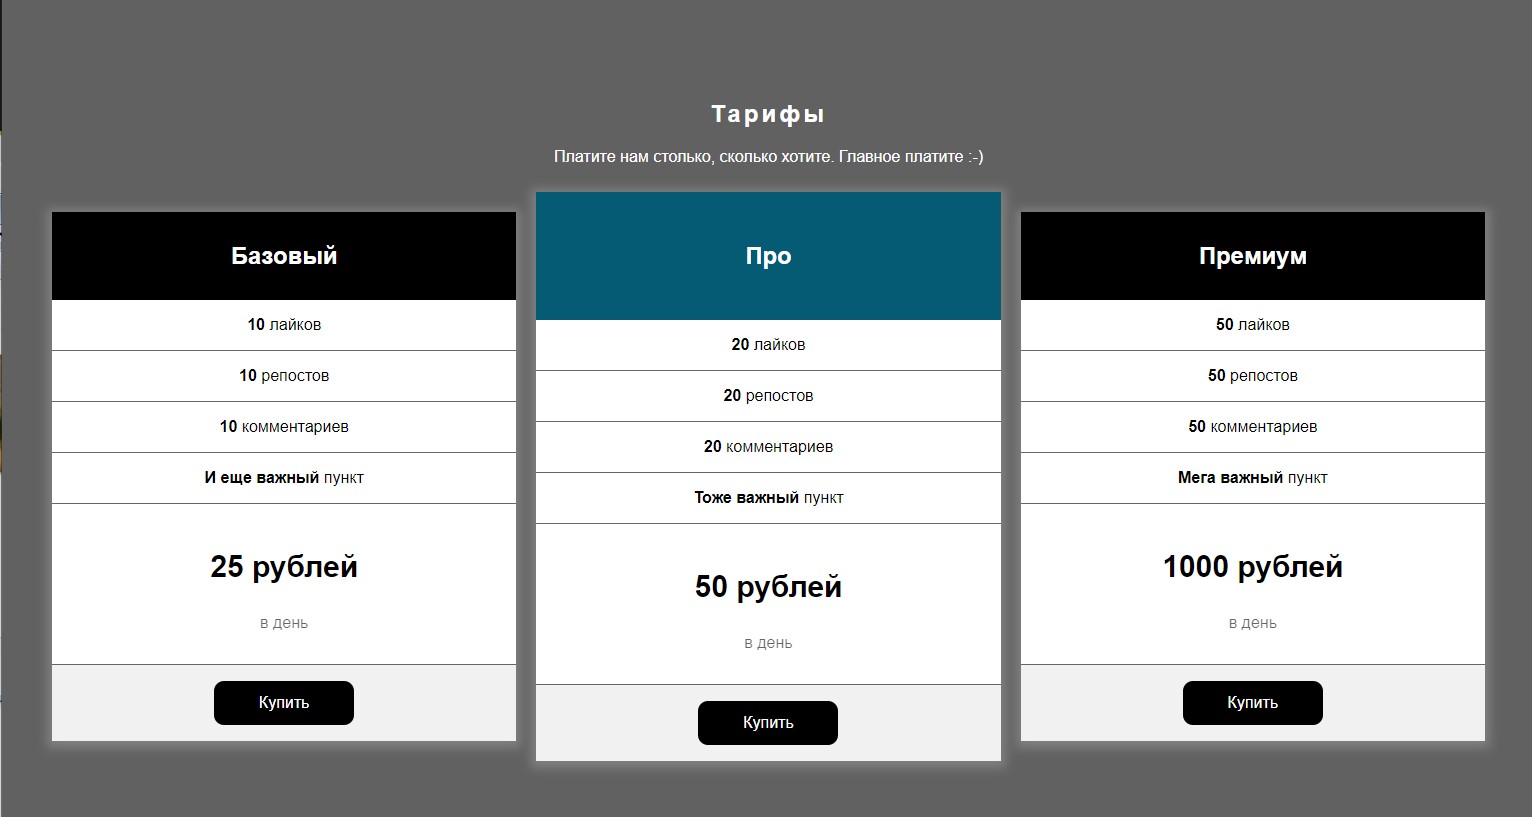 Тарифы
Платите нам столько, сколько хотите. Главное платите :-)
Базовый
10 лайков
10 репостов
10 комментариев
И еще важный пункт
25 рублей
в день
Купить
Про
20 лайков
20 репостов
20 комментариев
Тоже важный пункт
50 рублей
в день
Купить
Премиум
50 лайков
50 репостов
50 комментариев
Мега важный пункт
1000 рублей
в день
Купить